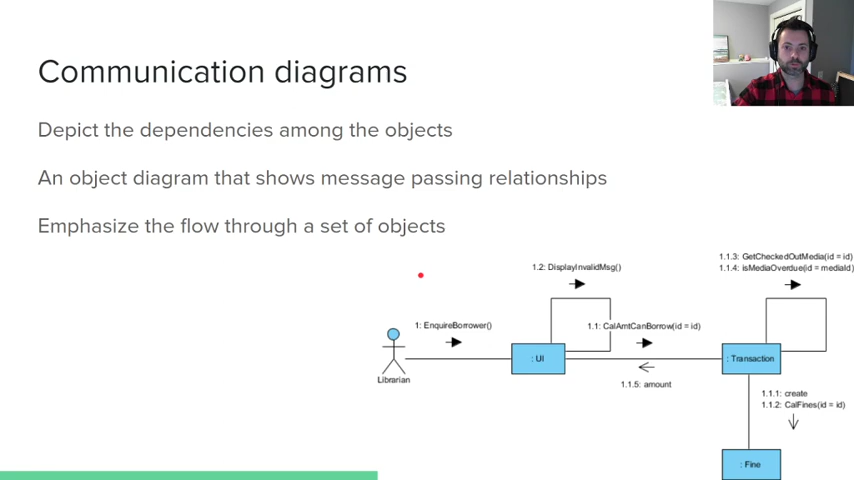 Communication diagrams
Depict the dependencies among the objects
An object diagram that shows message passing relationships
Emphasize the flow through a set of objects
1.1.3: GetCheckedOutMedia(id = id)
1.1.4: isMediaOverdue(id = mediaId)
1.2: DisplayInvalidMsg()
1: EnquireBorrower()
1.1: CalAmtCanBorrow(id = id)
: UI
: Transaction
Librarian
1.1.5: amount
1.1.1: create
1.1.2: CalFines(id = id)
: Fine